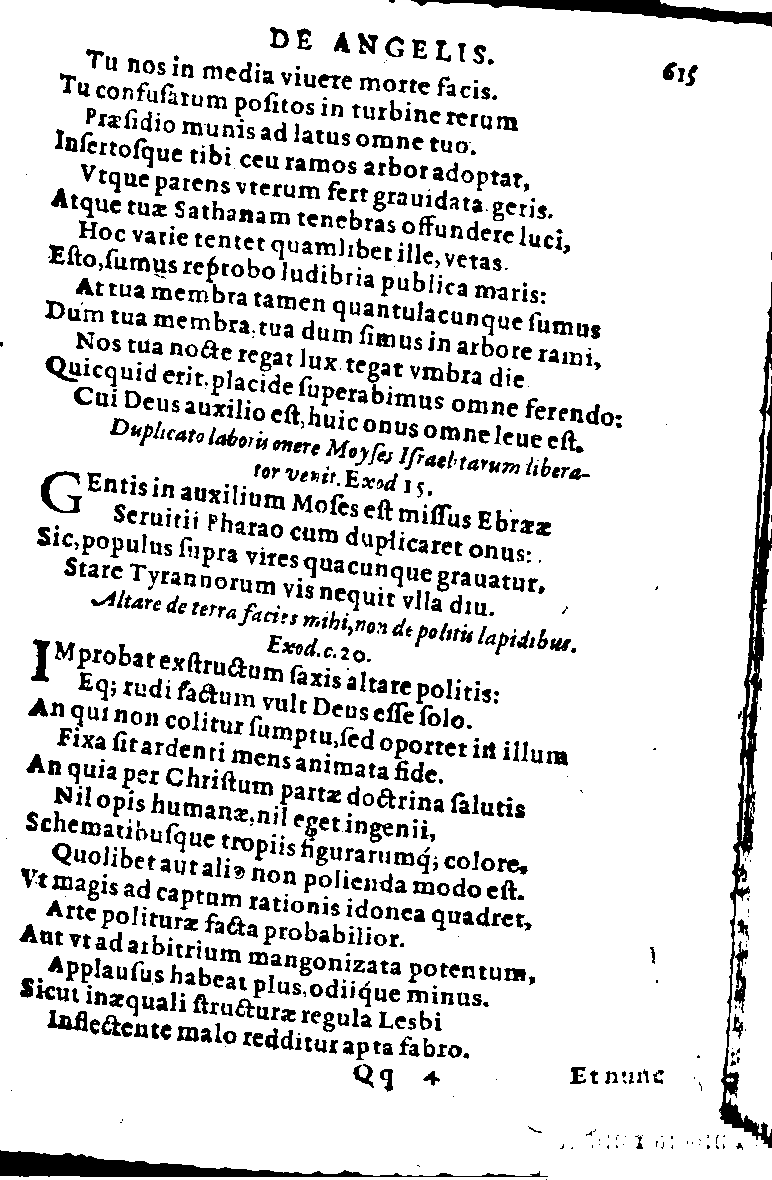 DE ANGELIS. 615
Tu nos in media viuere morte facis.
Tu confuſarum poſitos in turbine rerum
Præſidio munis ad latus omne tuo.
Inſertoſque tibi ceu ramos arbor adoptat,
Vtque parens vterum fert grauidata geris.
Atque tuæ Sathanam tenebras offundere luci,
Hoc varie tentet quamlibet ille, vetas.
Eſto, ſumus reprobo ludibria publica maris:
At tua membra tamen quantulacunque ſumus
Dum tua membra, tua dum ſimus in arbore rami,
Nos tua nocte regat lux tegat vmbra die
Quicquid erit, placide ſuperabimus omne ferendo:
Cui Deus auxilio eſt, huic onus omne leue eſt.
Duplicato laboris onere Moyſes Iſraelitarum libera-
tor venit. Exod 15.
GEntis in auxilium Moſes eſt miſſus Ebrææ
Seruitii Pharao cum duplicaret onus:
Sic, populus ſupra vires quacunque grauatur,
Stare Tyrannorum vis nequit vlla diu.
Altare de terra facies mihi, non de politis lapidibus.
Exod. c. 20.
IMprobat exſtructum ſaxis altare politis:
Eq; rudi factum vult Deus eſſe ſolo.
An qui non colitur ſumptu, ſed oportet in illum
Fixa ſit ardenti mens animata fide.
An quia per Chriſtum partæ doctrina ſalutis
Nil opis humanæ, nil eget ingenii,
Schematibuſque tropiis figurarumq́; colore,
Quolibet aut alio non polienda modo eſt.
Vt magis ad captum rationis idonea quadret,
Arte polituræ facta probabilior.
Aut vt ad arbitrium mangonizata potentum,
Applauſus habeat plus, odiiq́ue minus.
Sicut inæquali ſtructuræ regula Lesbi
Inflectente malo redditur apta fabro.
Qq 4 Et nunc